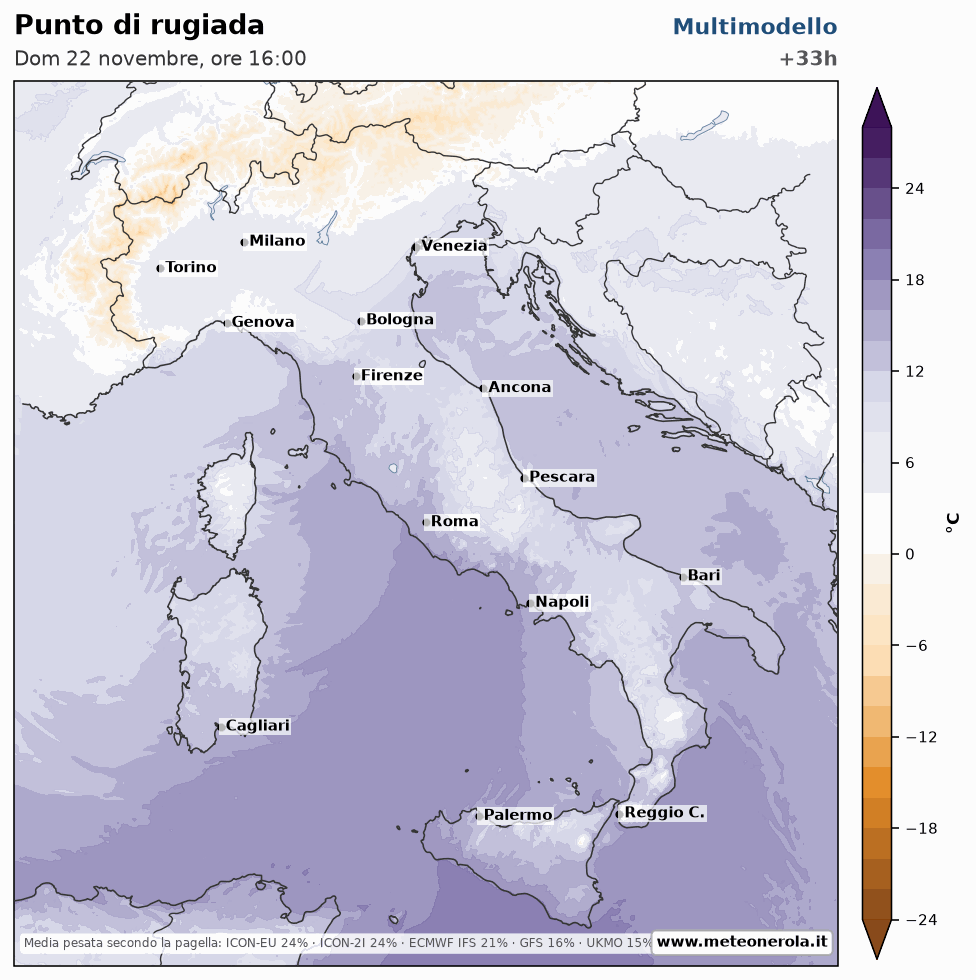 Punto di rugiada
Multimodello
Dom 22 novembre, ore 16:00
+33h
Milano
Venezia
Torino
Genova
Bologna
Firenze
Ancona
Pescara
Roma
Bari
Napoli
Cagliari
Palermo
Reggio C.
24
18
12
6
0
−6
−12
−18
−24
°C
Media pesata secondo la pagella: ICON-EU 24% · ICON-2I 24% · ECMWF IFS 21% · GFS 16% · UKMO 15%
www.meteonerola.it